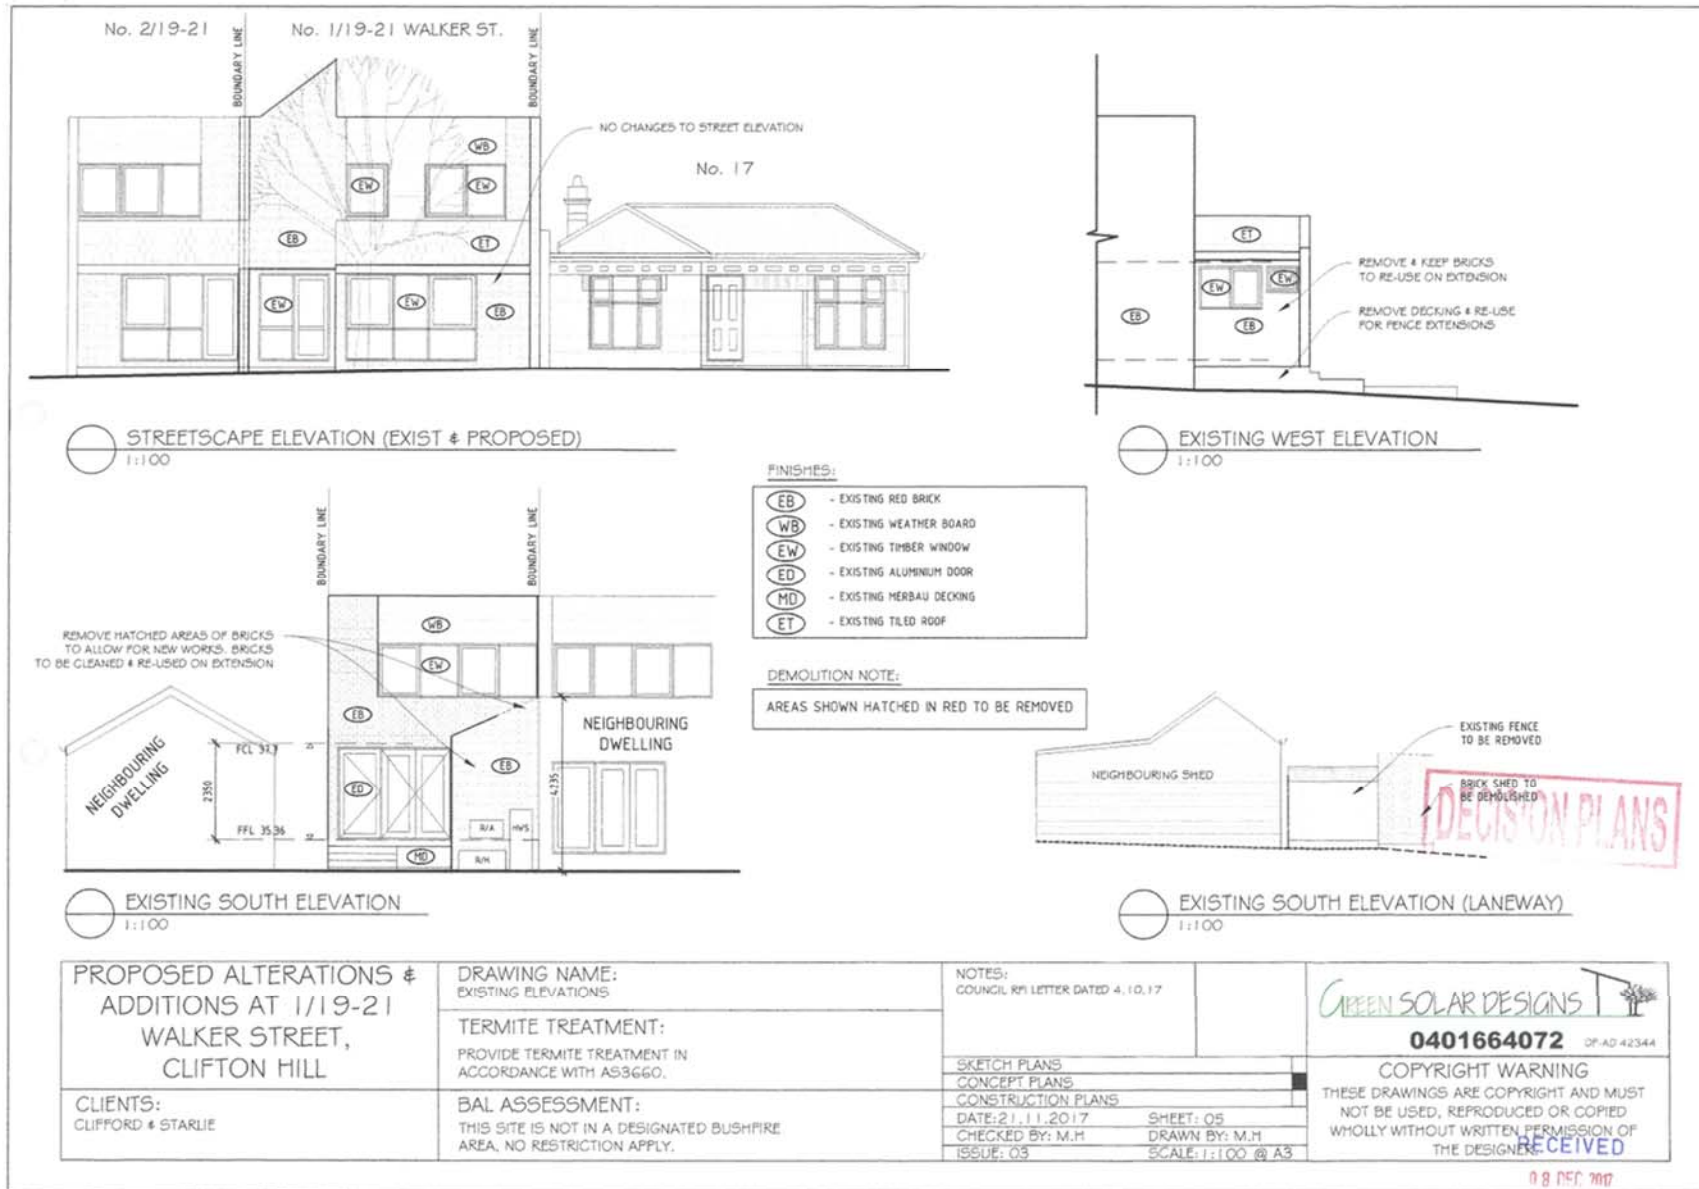 No. 2/19-21
BOUNDARY LINE
No. 1/19-21 WALKER ST.
BOUNDARY LINE
NO CHANGES TO STREET ELEVATION
No. 17
WB
EW
EW
EB
ET
EW
EW
EB
STREETSCAPE ELEVATION (EXIST & PROPOSED)
1:100
ET
EW
EW
EB
EB
REMOVE & KEEP BRICKS
TO RE-USE ON EXTENSION
REMOVE DECKING & RE-USE
FOR FENCE EXTENSIONS
EXISTING WEST ELEVATION
1:100
FINISHES:
EB - EXISTING RED BRICK
WB - EXISTING WEATHER BOARD
EW - EXISTING TIMBER WINDOW
ED - EXISTING ALUMINIUM DOOR
MD - EXISTING MERBAU DECKING
ET - EXISTING TILED ROOF
DEMOLITION NOTE:
AREAS SHOWN HATCHED IN RED TO BE REMOVED
BOUNDARY LINE
BOUNDARY LINE
REMOVE HATCHED AREAS OF BRICKS
TO ALLOW FOR NEW WORKS. BRICKS
TO BE CLEANED & RE-USED ON EXTENSION
WB
EW
EB
EB
ED
MD
R/A
HWS
R/H
NEIGHBOURING
DWELLING
FCL 37.7
2350
FFL 35.36
4235
NEIGHBOURING
DWELLING
EXISTING SOUTH ELEVATION
1:100
NEIGHBOURING SHED
EXISTING FENCE
TO BE REMOVED
BRICK SHED TO
BE DEMOLISHED
DECISION PLANS
EXISTING SOUTH ELEVATION (LANEWAY)
1:100
PROPOSED ALTERATIONS &
ADDITIONS AT 1/19-21
WALKER STREET,
CLIFTON HILL
CLIENTS:
CLIFFORD & STARLIE
DRAWING NAME:
EXISTING ELEVATIONS
TERMITE TREATMENT:
PROVIDE TERMITE TREATMENT IN
ACCORDANCE WITH AS3660.
BAL ASSESSMENT:
THIS SITE IS NOT IN A DESIGNATED BUSHFIRE
AREA, NO RESTRICTION APPLY.
NOTES:
COUNCIL RFI LETTER DATED 4.10.17
SKETCH PLANS
CONCEPT PLANS
CONSTRUCTION PLANS
DATE:21.11.2017 SHEET: 05
CHECKED BY: M.H DRAWN BY: M.H
ISSUE: 03 SCALE:1:100 @ A3
GREEN SOLAR DESIGNS
0401664072 DP-AD 42344
COPYRIGHT WARNING
THESE DRAWINGS ARE COPYRIGHT AND MUST
NOT BE USED, REPRODUCED OR COPIED
WHOLLY WITHOUT WRITTEN PERMISSION OF
THE DESIGNER.
RECEIVED
08 DEC 2017